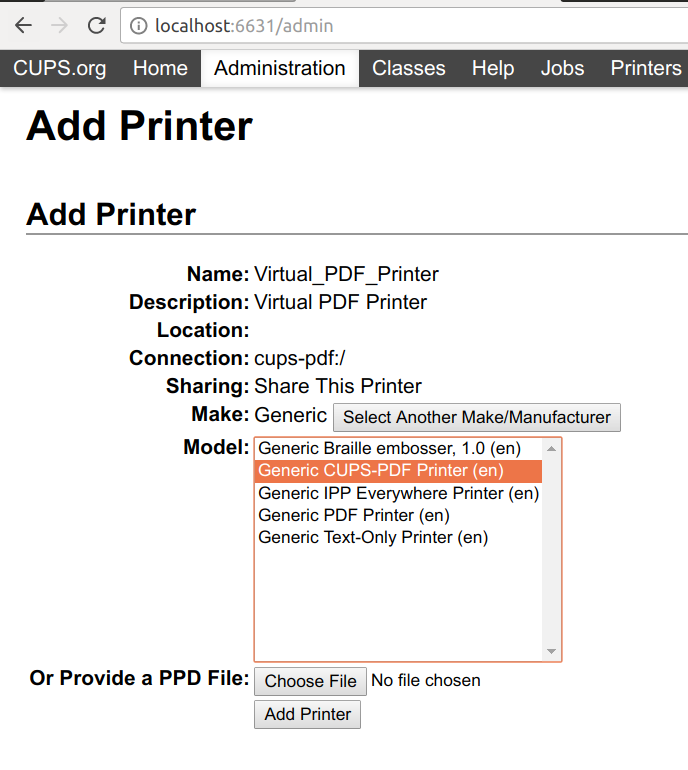 localhost:6631/admin
CUPS.org Home Administration Classes Help Jobs Printers
Add Printer
Add Printer
Name: Virtual_PDF_Printer
Description: Virtual PDF Printer
Location:
Connection: cups-pdf:/
Sharing: Share This Printer
Make: Generic Select Another Make/Manufacturer
Model: Generic Braille embosser, 1.0 (en)
Generic CUPS-PDF Printer (en)
Generic IPP Everywhere Printer (en)
Generic PDF Printer (en)
Generic Text-Only Printer (en)
Or Provide a PPD File: Choose File No file chosen
Add Printer